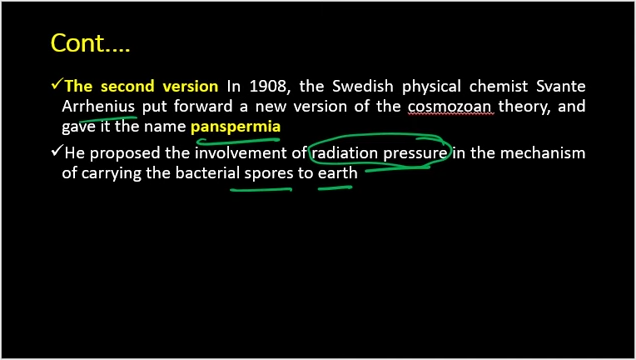 Cont....
✓The second version In 1908, the Swedish physical chemist Svante
Arrhenius put forward a new version of the cosmozoan theory, and
gave it the name panspermia
✓He proposed the involvement of radiation pressure in the mechanism
of carrying the bacterial spores to earth